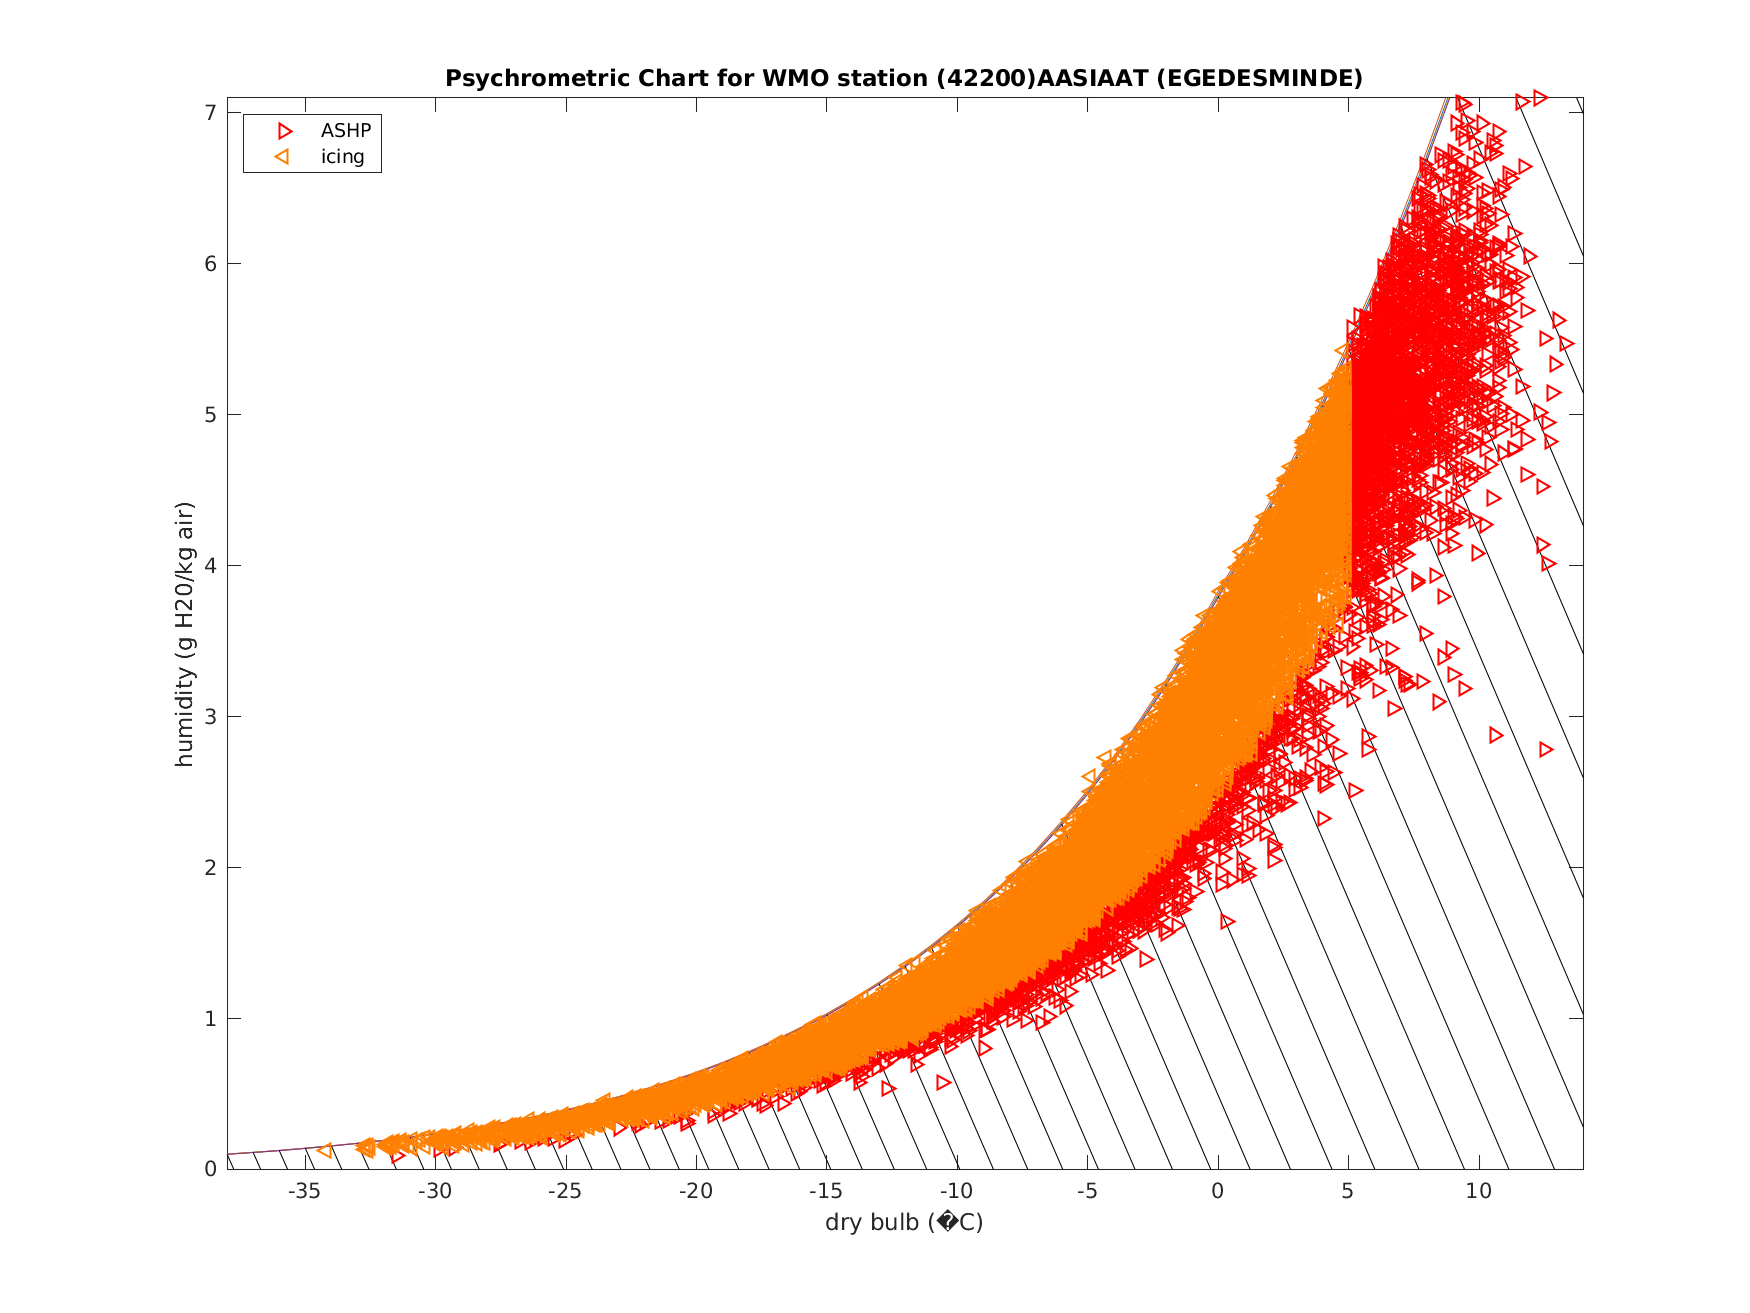 Psychrometric Chart for WMO station (42200)AASIAAT (EGEDESMINDE)
ASHP
icing
humidity (g H20/kg air)
7
6
5
4
3
2
1
0
-35 -30 -25 -20 -15 -10 -5 0 5 10
dry bulb (�C)